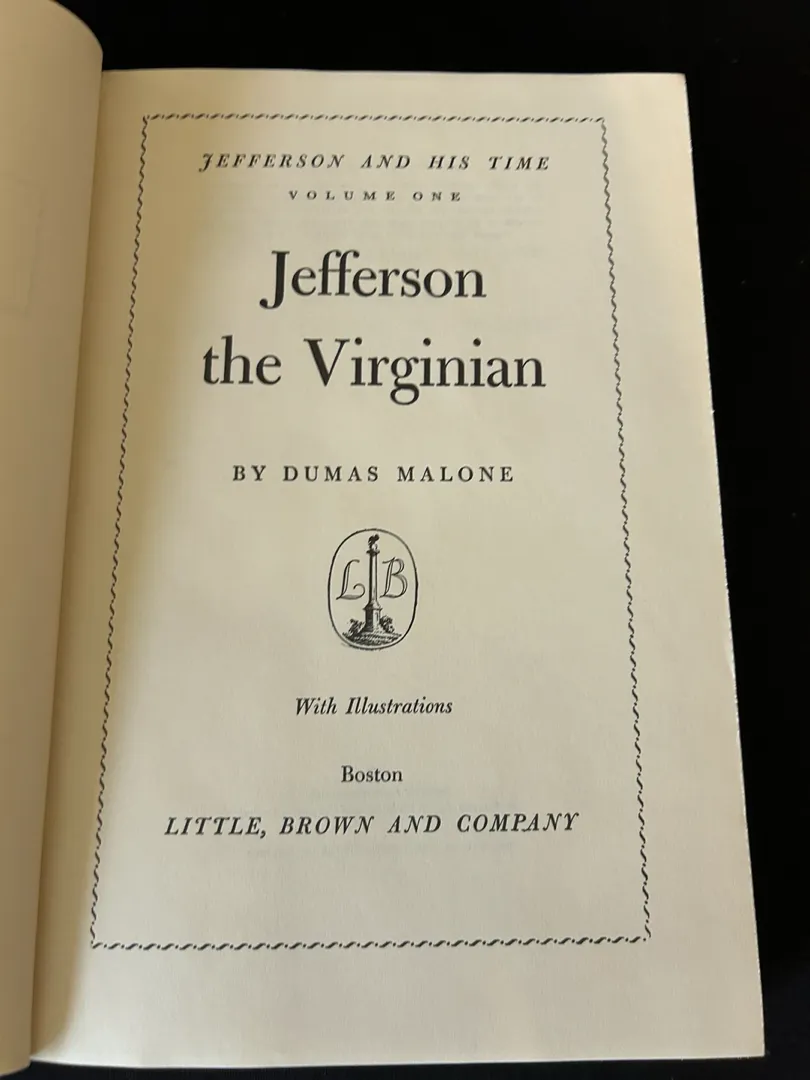 JEFFERSON AND HIS TIME
VOLUME ONE
Jefferson
the Virginian
BY DUMAS MALONE
L B
With Illustrations
Boston
LITTLE, BROWN AND COMPANY